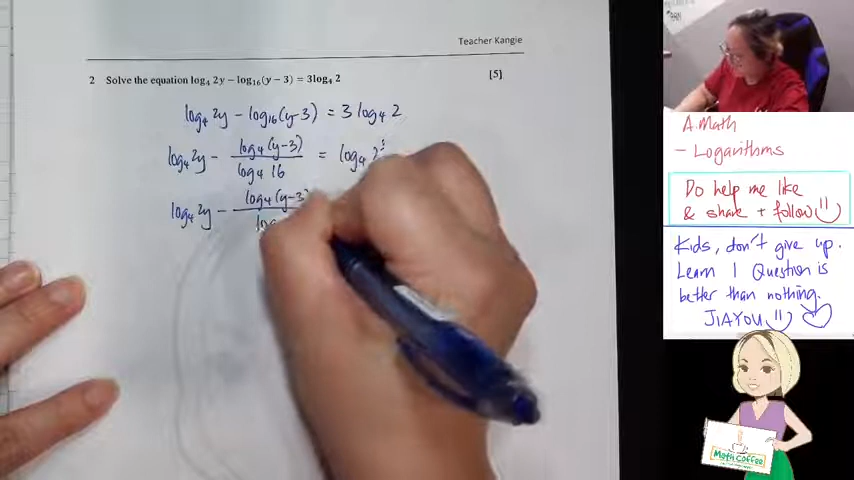 Teacher Kangie
2 Solve the equation log₄ 2y − log₁₆(y − 3) = 3log₄ 2 [5]
log₄ 2y − log₁₆(y-3) = 3 log₄ 2
log₄ 2y − log₄(y-3) / log₄ 16 = log₄ 2³
log₄ 2y − log₄(y-3)
A.Math
- Logarithms
Do help me like
& share + follow
Kids, don't give up.
Learn 1 Question is
better than nothing.
JIAYOU
Math Coffee